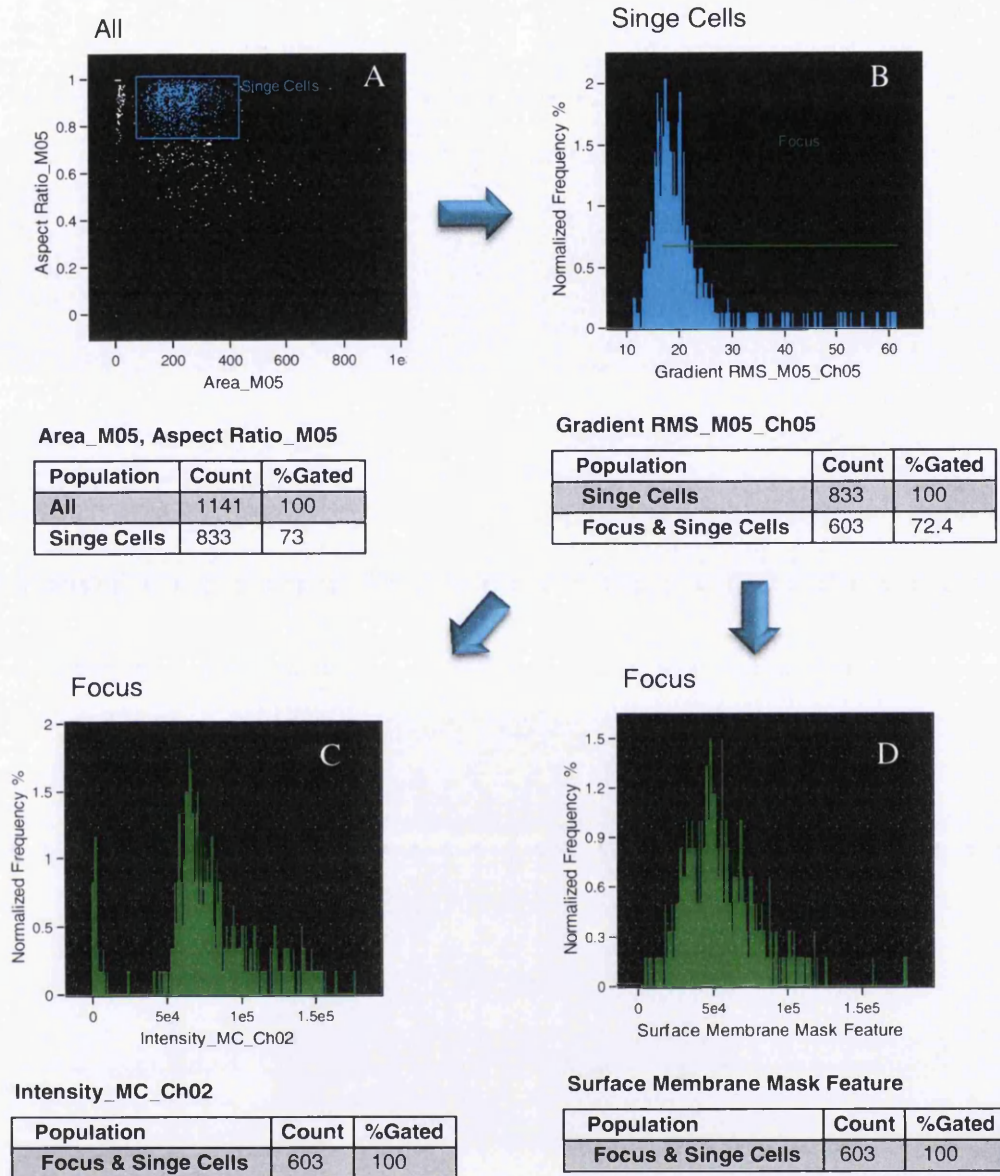 All
Aspect Ratio_M05
1
0.8
0.6
0.4
0.2
0
Singe Cells
A
0 200 400 600 800 1e
Area_M05
Area_M05, Aspect Ratio_M05
Population Count %Gated
All 1141 100
Singe Cells 833 73
Singe Cells
Normalized Frequency %
2
1.5
1
0.5
0
B
Focus
10 20 30 40 50 60
Gradient RMS_M05_Ch05
Gradient RMS_M05_Ch05
Population Count %Gated
Singe Cells 833 100
Focus & Singe Cells 603 72.4
Focus
Normalized Frequency %
2
1.5
1
0.5
0
C
0 5e4 1e5 1.5e5
Intensity_MC_Ch02
Intensity_MC_Ch02
Population Count %Gated
Focus & Singe Cells 603 100
Focus
Normalized Frequency %
1.5
1.2
0.9
0.6
0.3
0
D
0 5e4 1e5 1.5e5
Surface Membrane Mask Feature
Surface Membrane Mask Feature
Population Count %Gated
Focus & Singe Cells 603 100